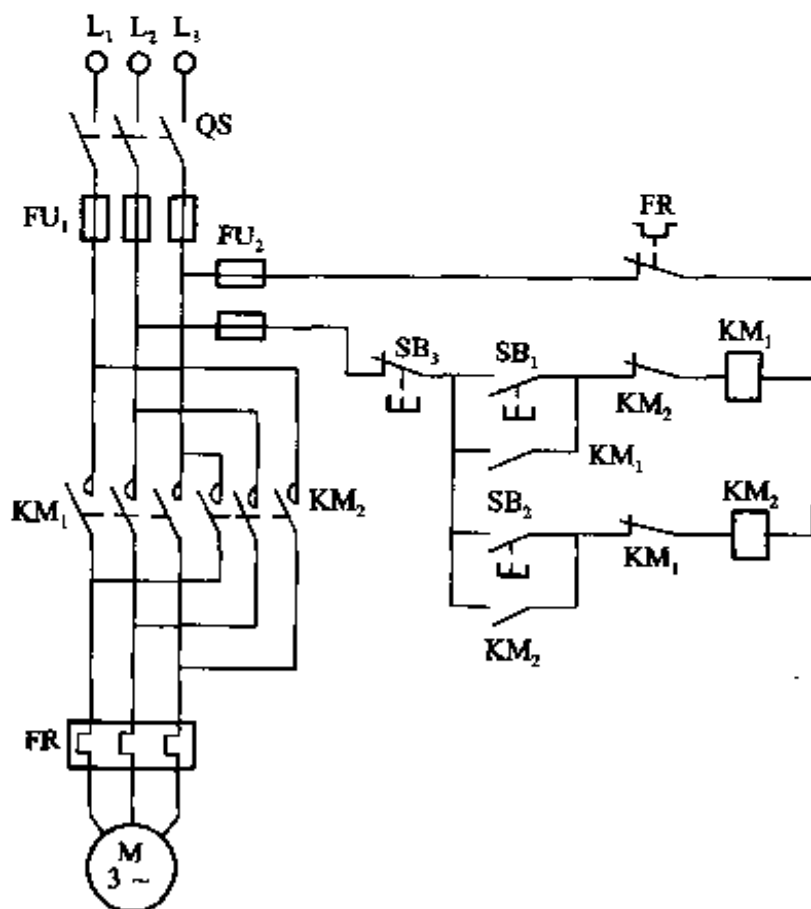 L₁ L₂ L₃
QS
FU₁
FU₂
FR
SB₃
SB₁
KM₂
KM₁
KM₁
KM₁
KM₂
SB₂
KM₁
KM₂
KM₂
FR
M
3 ~